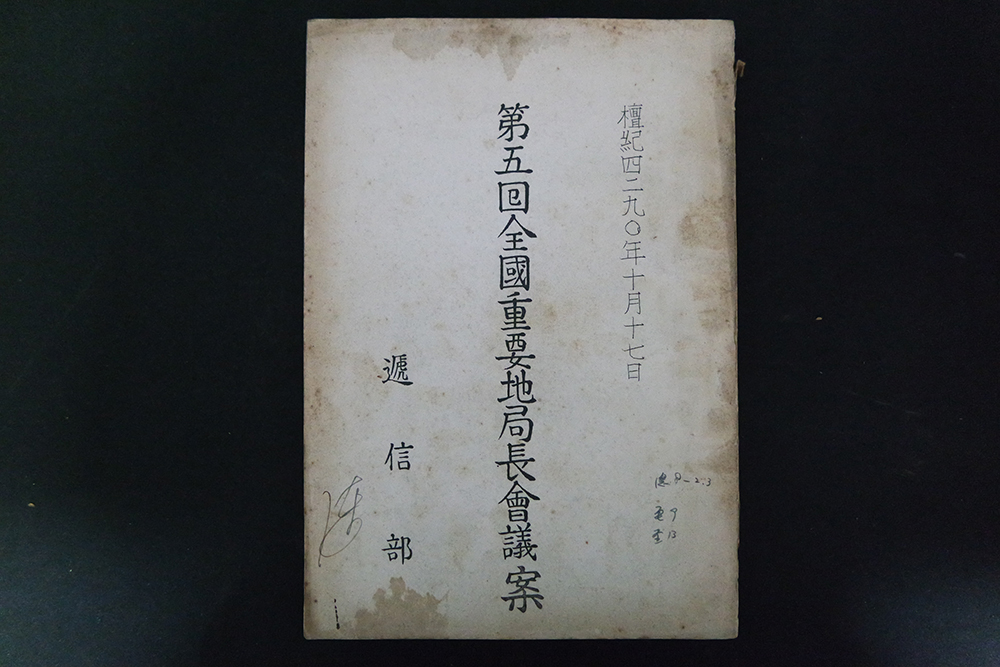 檀紀四二九〇年十月十七日
第五回全國重要地局長會議案
遞信部